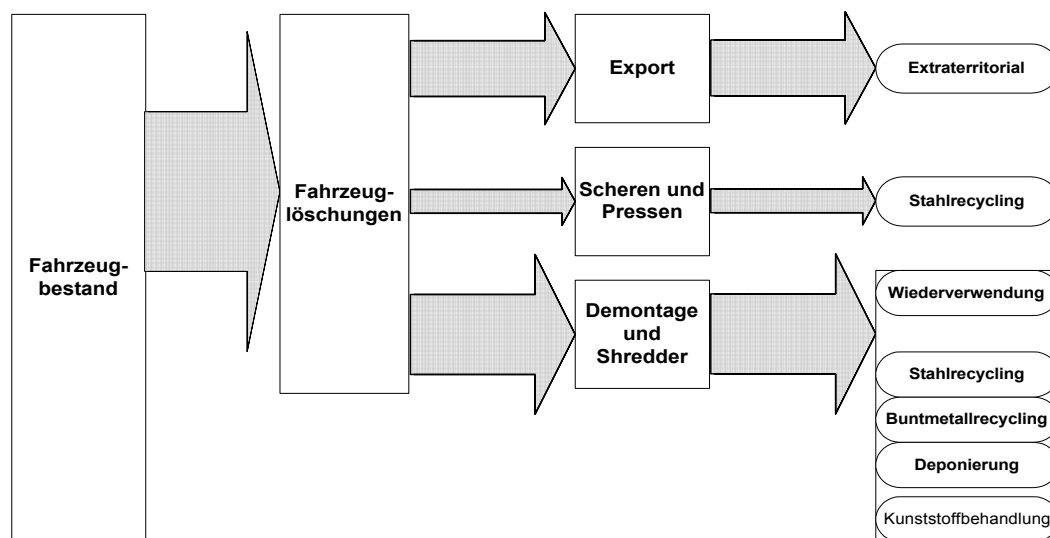 Fahrzeug-
bestand
Fahrzeug-
löschungen
Export
Scheren und
Pressen
Demontage
und
Shredder
Extraterritorial
Stahlrecycling
Wiederverwendung
Stahlrecycling
Buntmetallrecycling
Deponierung
Kunststoffbehandlung